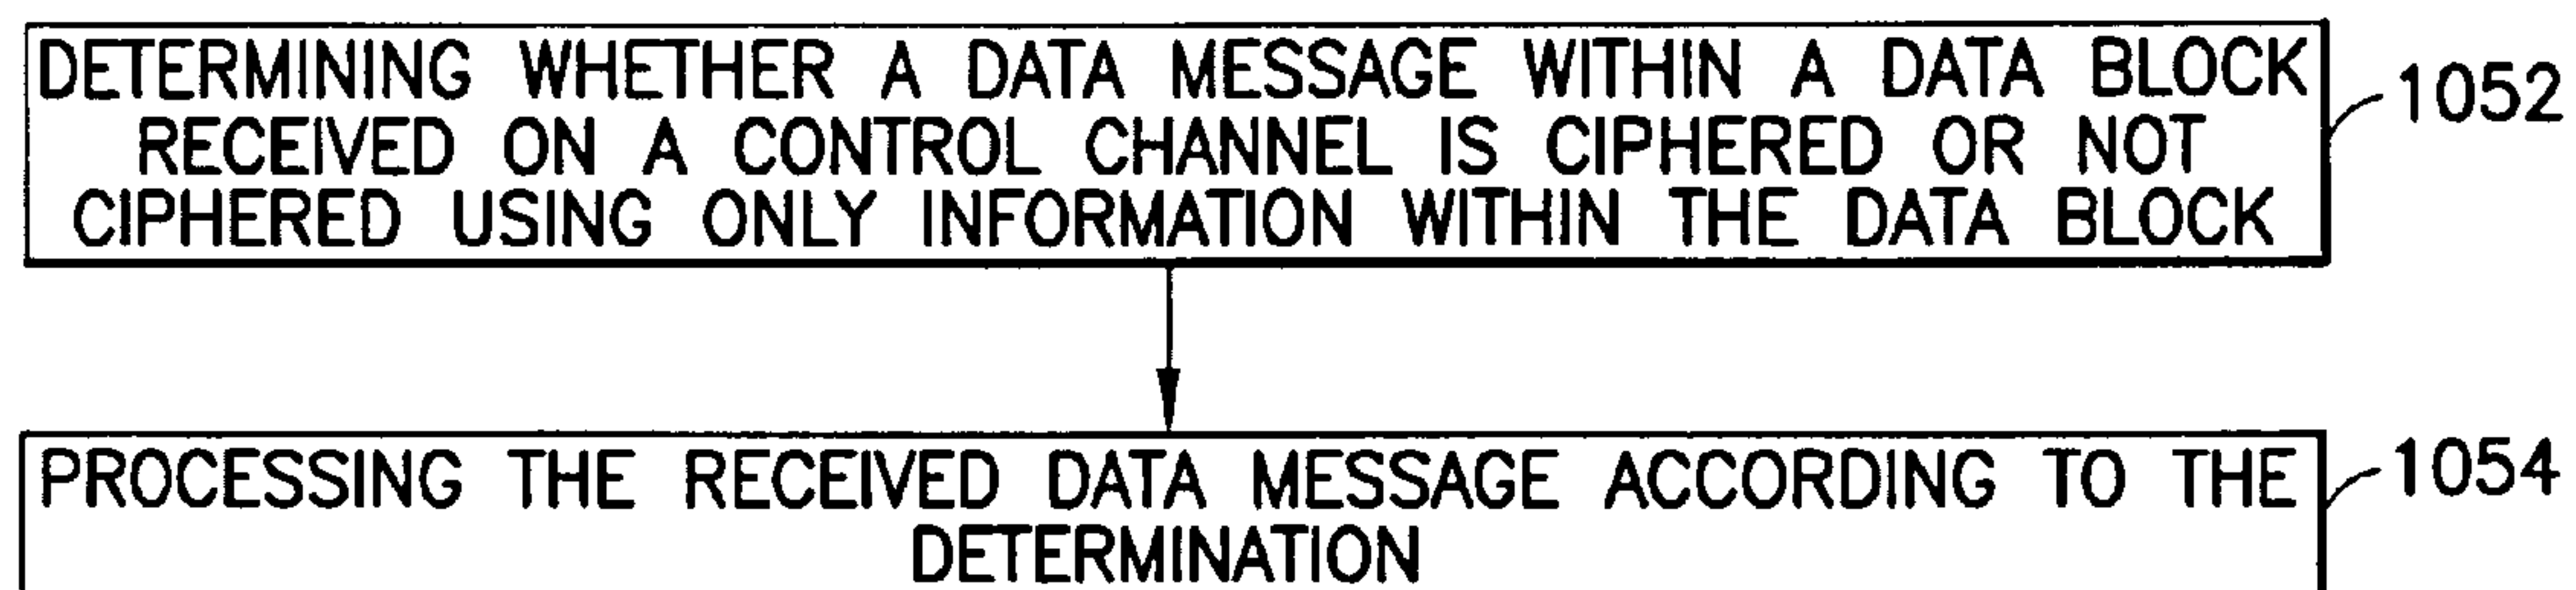 DETERMINING WHETHER A DATA MESSAGE WITHIN A DATA BLOCK
RECEIVED ON A CONTROL CHANNEL IS CIPHERED OR NOT
CIPHERED USING ONLY INFORMATION WITHIN THE DATA BLOCK
1052
PROCESSING THE RECEIVED DATA MESSAGE ACCORDING TO THE
DETERMINATION
1054